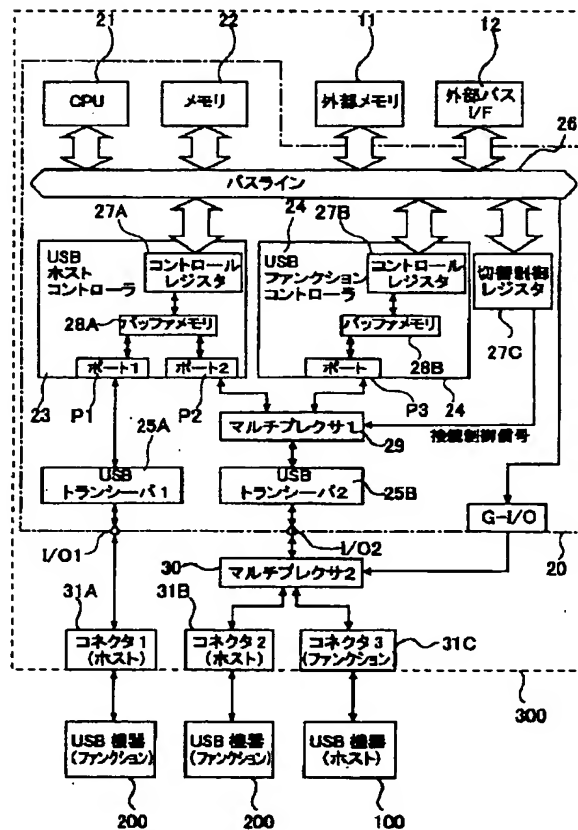 21
22
11
12
CPU
メモリ
外部メモリ
外部バス
I/F
26
バスライン
27A
24
27B
USB
ホスト
コントローラ
コントロール
レジスタ
USB
ファンクション
コントローラ
コントロール
レジスタ
切替制御
レジスタ
28A
バッファメモリ
バッファメモリ
27C
ポート1
ポート2
ポート
28B
23
P1
P2
P3
24
マルチプレクサ1
29
接続制御信号
25A
USB
トランシーバ1
USB
トランシーバ2
25B
G-I/O
I/O1
I/O2
20
30
マルチプレクサ2
31A
31B
コネクタ1
(ホスト)
コネクタ2
(ホスト)
コネクタ3
(ファンクション)
31C
300
USB 機器
(ファンクション)
USB 機器
(ファンクション)
USB 機器
(ホスト)
200
200
100